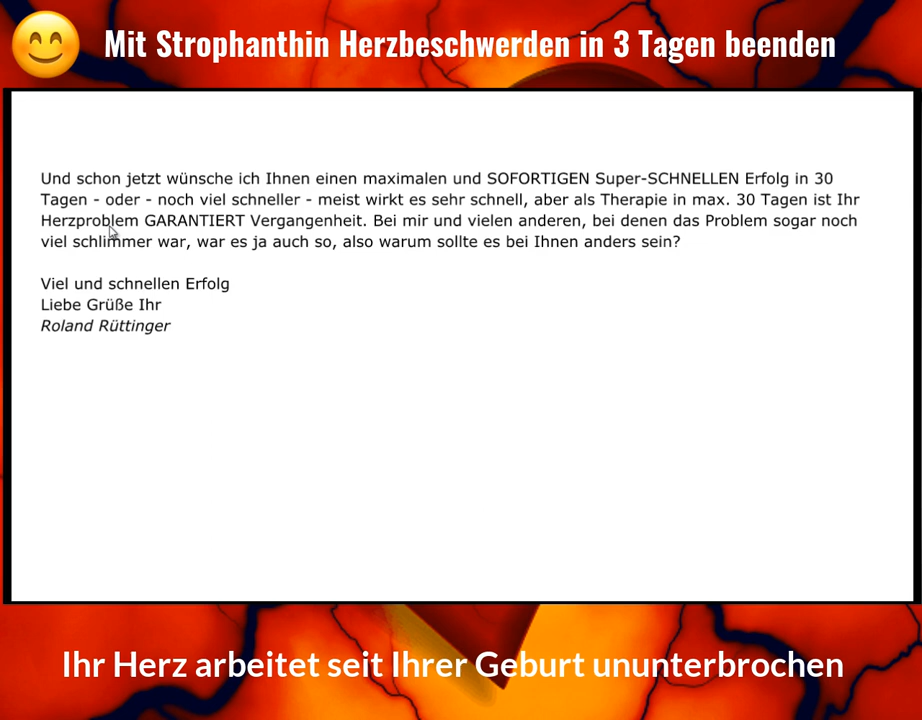 Mit Strophanthin Herzbeschwerden in 3 Tagen beenden
Und schon jetzt wünsche ich Ihnen einen maximalen und SOFORTIGEN Super-SCHNELLEN Erfolg in 30
Tagen - oder - noch viel schneller - meist wirkt es sehr schnell, aber als Therapie in max. 30 Tagen ist Ihr
Herzproblem GARANTIERT Vergangenheit. Bei mir und vielen anderen, bei denen das Problem sogar noch
viel schlimmer war, war es ja auch so, also warum sollte es bei Ihnen anders sein?
Viel und schnellen Erfolg
Liebe Grüße Ihr
Roland Rüttinger
Ihr Herz arbeitet seit Ihrer Geburt ununterbrochen